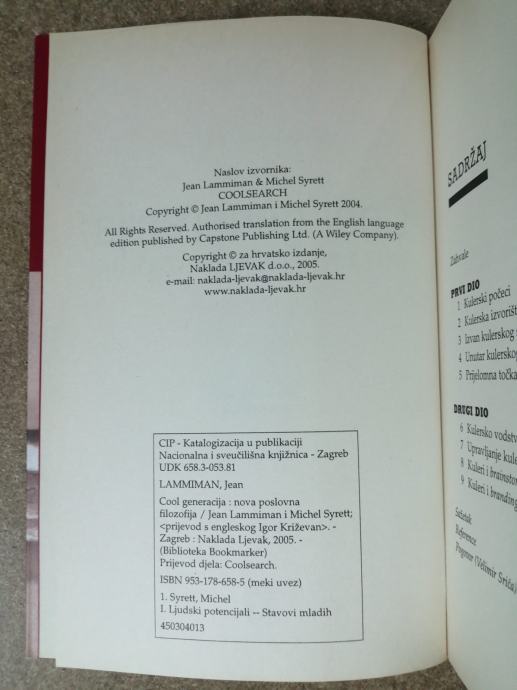 Naslov izvornika:
Jean Lammiman & Michel Syrett
COOLSEARCH
Copyright © Jean Lammiman i Michel Syrett 2004.
All Rights Reserved. Authorised translation from the English language
edition published by Capstone Publishing Ltd. (A Wiley Company).
Copyright © za hrvatsko izdanje,
Naklada LJEVAK d.o.o., 2005.
e-mail: naklada-ljevak@naklada-ljevak.hr
www.naklada-ljevak.hr
CIP - Katalogizacija u publikaciji
Nacionalna i sveučilišna knjižnica - Zagreb
UDK 658.3-053.81
LAMMIMAN, Jean
Cool generacija : nova poslovna
filozofija / Jean Lammiman i Michel Syrett;
<prijevod s engleskog Igor Križevan>. -
Zagreb : Naklada Ljevak, 2005. -
(Biblioteka Bookmarker)
Prijevod djela: Coolsearch.
ISBN 953-178-658-5 (meki uvez)
1. Syrett, Michel
I. Ljudski potencijali -- Stavovi mladih
450304013
SADRŽAJ
Zahvale
PRVI DIO
1 Kulerski počeci
2 Kulerska izvorišt
3 Izvan kulerskog
4 Unutar kulerskog
5 Prijelomna točka
DRUGI DIO
6 Kulersko vodstv
7 Upravljanje kule
8 Kuleri i brainstor
9 Kuleri i branding
Sažetak
Reference
Pogovor (Velimir Srića)